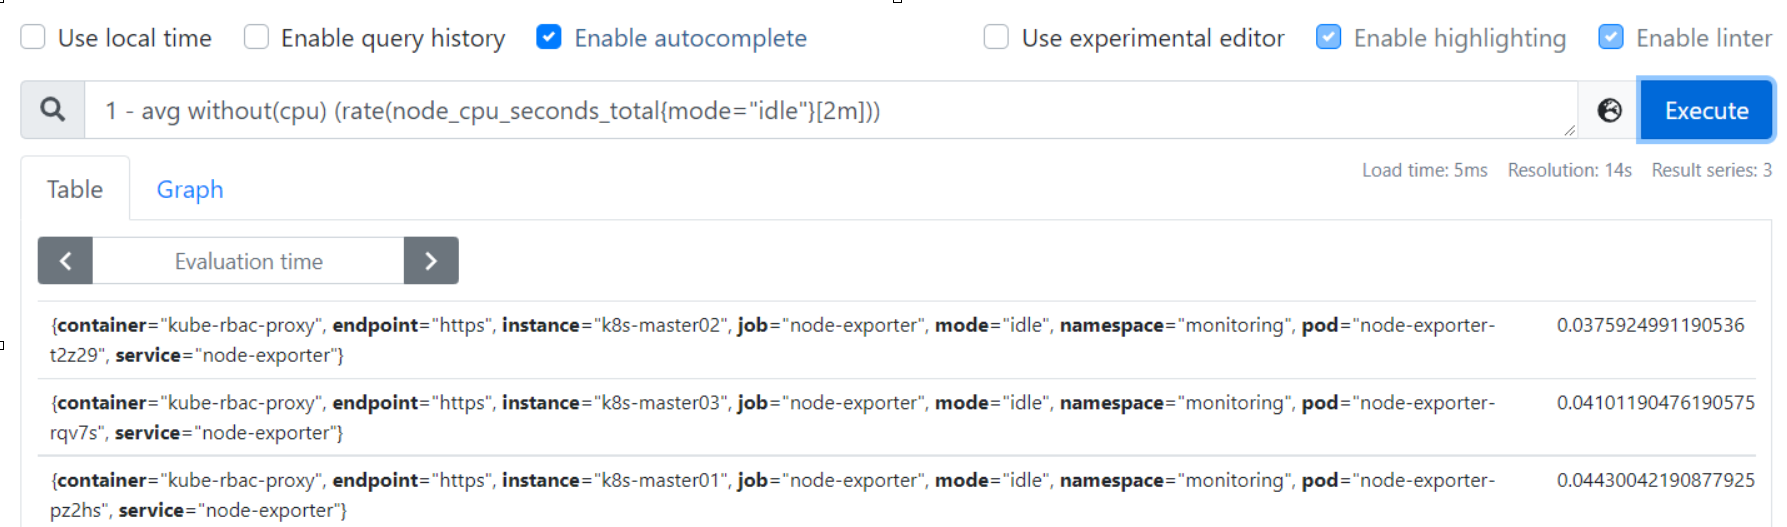 Use local time Enable query history Enable autocomplete Use experimental editor Enable highlighting Enable linter
1 - avg without(cpu) (rate(node_cpu_seconds_total{mode="idle"}[2m])) Execute
Load time: 5ms Resolution: 14s Result series: 3
Table Graph
Evaluation time
{container="kube-rbac-proxy", endpoint="https", instance="k8s-master02", job="node-exporter", mode="idle", namespace="monitoring", pod="node-exporter- 0.0375924991190536
t2z29", service="node-exporter"}
{container="kube-rbac-proxy", endpoint="https", instance="k8s-master03", job="node-exporter", mode="idle", namespace="monitoring", pod="node-exporter- 0.04101190476190575
rqv7s", service="node-exporter"}
{container="kube-rbac-proxy", endpoint="https", instance="k8s-master01", job="node-exporter", mode="idle", namespace="monitoring", pod="node-exporter- 0.04430042190877925
pz2hs", service="node-exporter"}